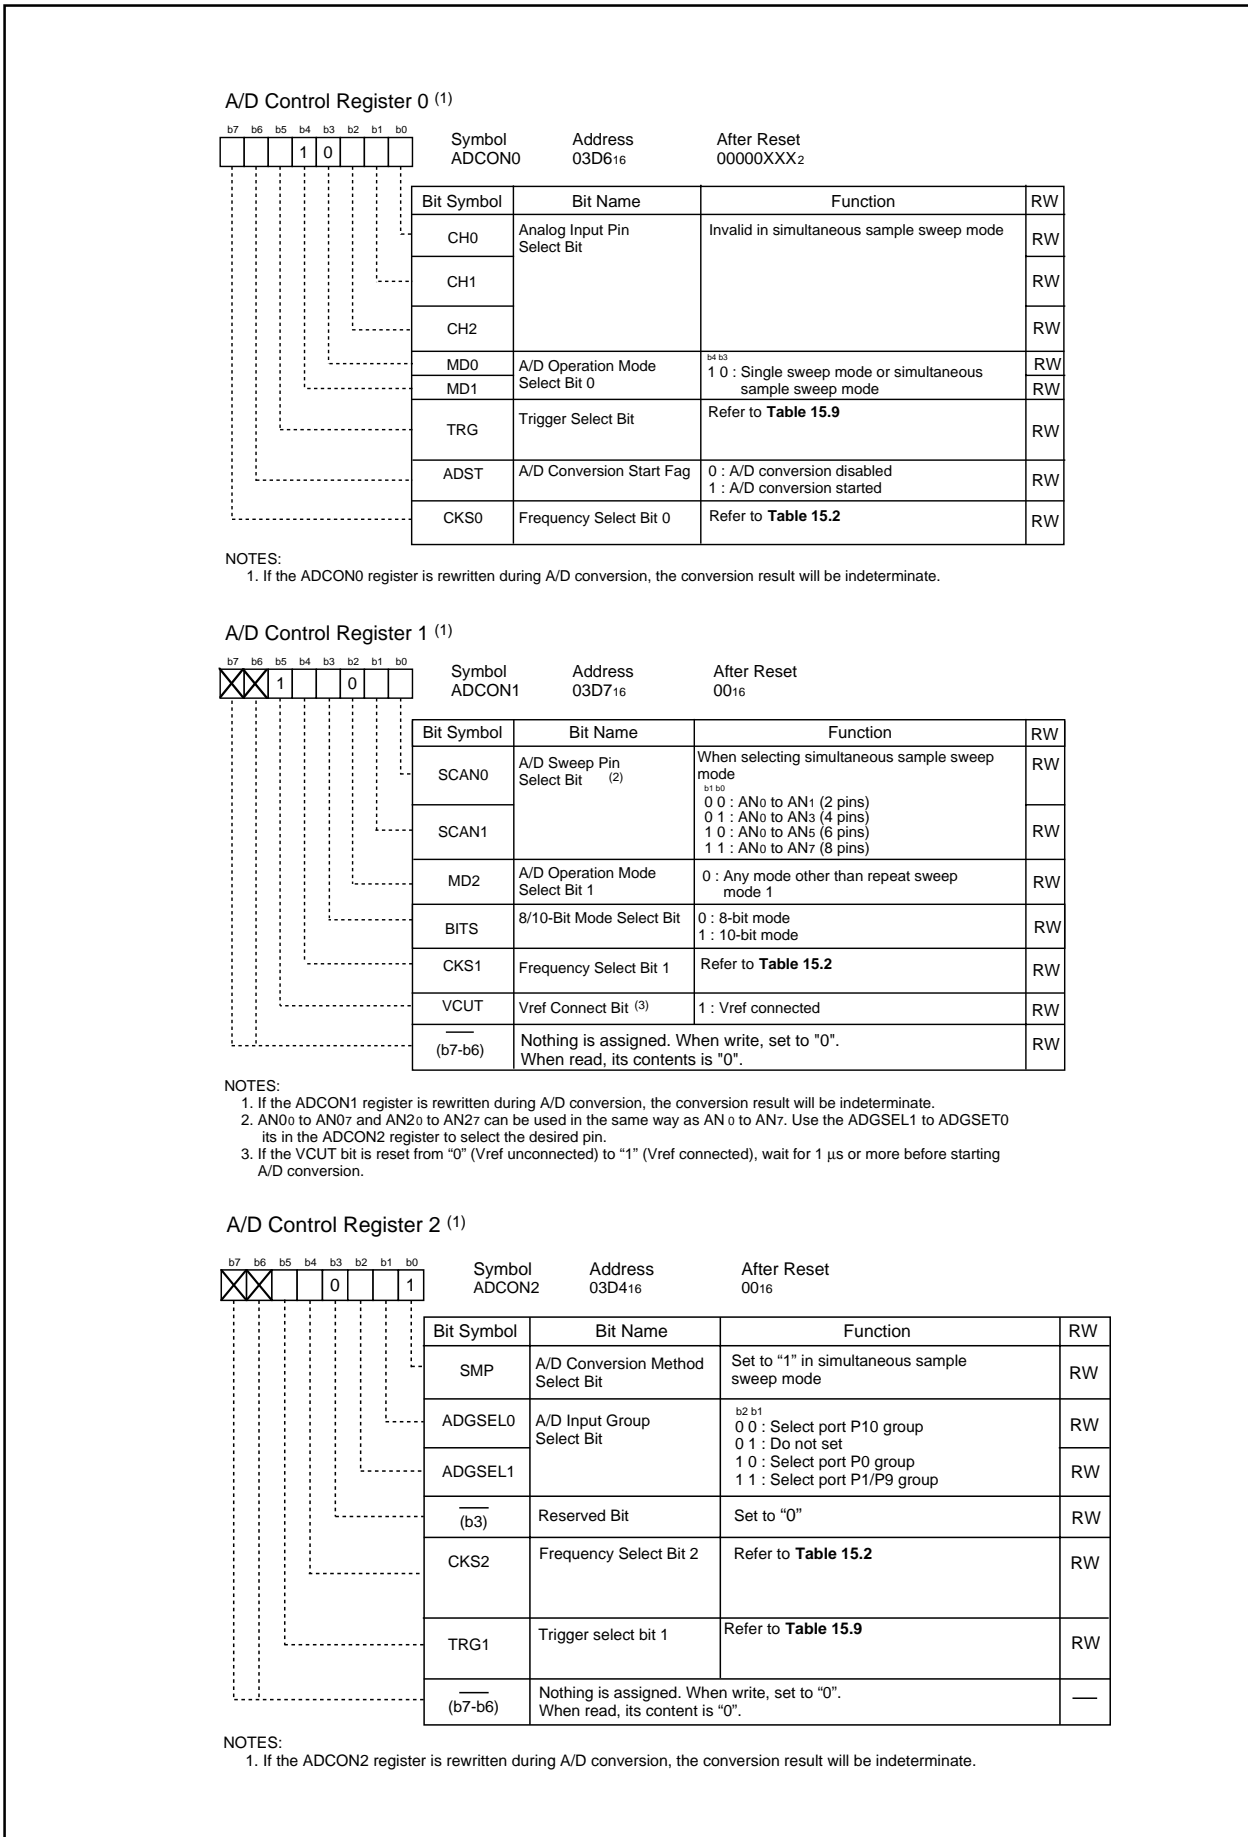 A/D Control Register 0 (1)
b7 b6 b5 b4 b3 b2 b1 b0
1 0
Symbol Address After Reset
ADCON0 03D616 00000XXX2
Bit Symbol Bit Name Function RW
CH0 Analog Input Pin Invalid in simultaneous sample sweep mode RW
Select Bit
CH1 RW
CH2 RW
b4 b3
MD0 A/D Operation Mode 1 0 : Single sweep mode or simultaneous RW
MD1 Select Bit 0 sample sweep mode RW
TRG Trigger Select Bit Refer to Table 15.9 RW
ADST A/D Conversion Start Fag 0 : A/D conversion disabled RW
1 : A/D conversion started
CKS0 Frequency Select Bit 0 Refer to Table 15.2 RW
NOTES:
1. If the ADCON0 register is rewritten during A/D conversion, the conversion result will be indeterminate.
A/D Control Register 1 (1)
b7 b6 b5 b4 b3 b2 b1 b0
1 0
Symbol Address After Reset
ADCON1 03D716 0016
Bit Symbol Bit Name Function RW
SCAN0 A/D Sweep Pin When selecting simultaneous sample sweep RW
Select Bit (2) mode
b1 b0
0 0 : AN0 to AN1 (2 pins)
0 1 : AN0 to AN3 (4 pins)
SCAN1 1 0 : AN0 to AN5 (6 pins) RW
1 1 : AN0 to AN7 (8 pins)
MD2 A/D Operation Mode 0 : Any mode other than repeat sweep RW
Select Bit 1 mode 1
BITS 8/10-Bit Mode Select Bit 0 : 8-bit mode RW
1 : 10-bit mode
CKS1 Frequency Select Bit 1 Refer to Table 15.2 RW
VCUT Vref Connect Bit (3) 1 : Vref connected RW
(b7-b6) Nothing is assigned. When write, set to "0". RW
When read, its contents is "0".
NOTES:
1. If the ADCON1 register is rewritten during A/D conversion, the conversion result will be indeterminate.
2. AN00 to AN07 and AN20 to AN27 can be used in the same way as AN 0 to AN7. Use the ADGSEL1 to ADGSET0
its in the ADCON2 register to select the desired pin.
3. If the VCUT bit is reset from “0” (Vref unconnected) to “1” (Vref connected), wait for 1 µs or more before starting
A/D conversion.
A/D Control Register 2 (1)
b7 b6 b5 b4 b3 b2 b1 b0
0 1
Symbol Address After Reset
ADCON2 03D416 0016
Bit Symbol Bit Name Function RW
SMP A/D Conversion Method Set to “1” in simultaneous sample RW
Select Bit sweep mode
b2 b1
ADGSEL0 A/D Input Group 0 0 : Select port P10 group RW
Select Bit 0 1 : Do not set
ADGSEL1 1 0 : Select port P0 group RW
1 1 : Select port P1/P9 group
(b3) Reserved Bit Set to “0” RW
CKS2 Frequency Select Bit 2 Refer to Table 15.2 RW
TRG1 Trigger select bit 1 Refer to Table 15.9 RW
(b7-b6) Nothing is assigned. When write, set to “0”. —
When read, its content is “0”.
NOTES:
1. If the ADCON2 register is rewritten during A/D conversion, the conversion result will be indeterminate.